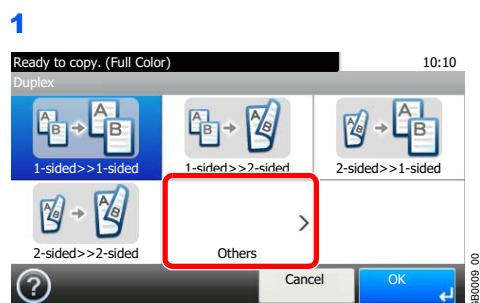 1
Ready to copy. (Full Color) 10:10
Duplex
A B A B
A B A B
A B A B
1-sided>>1-sided 1-sided>>2-sided 2-sided>>1-sided
A B A B
2-sided>>2-sided Others
? Cancel OK
B0009_00